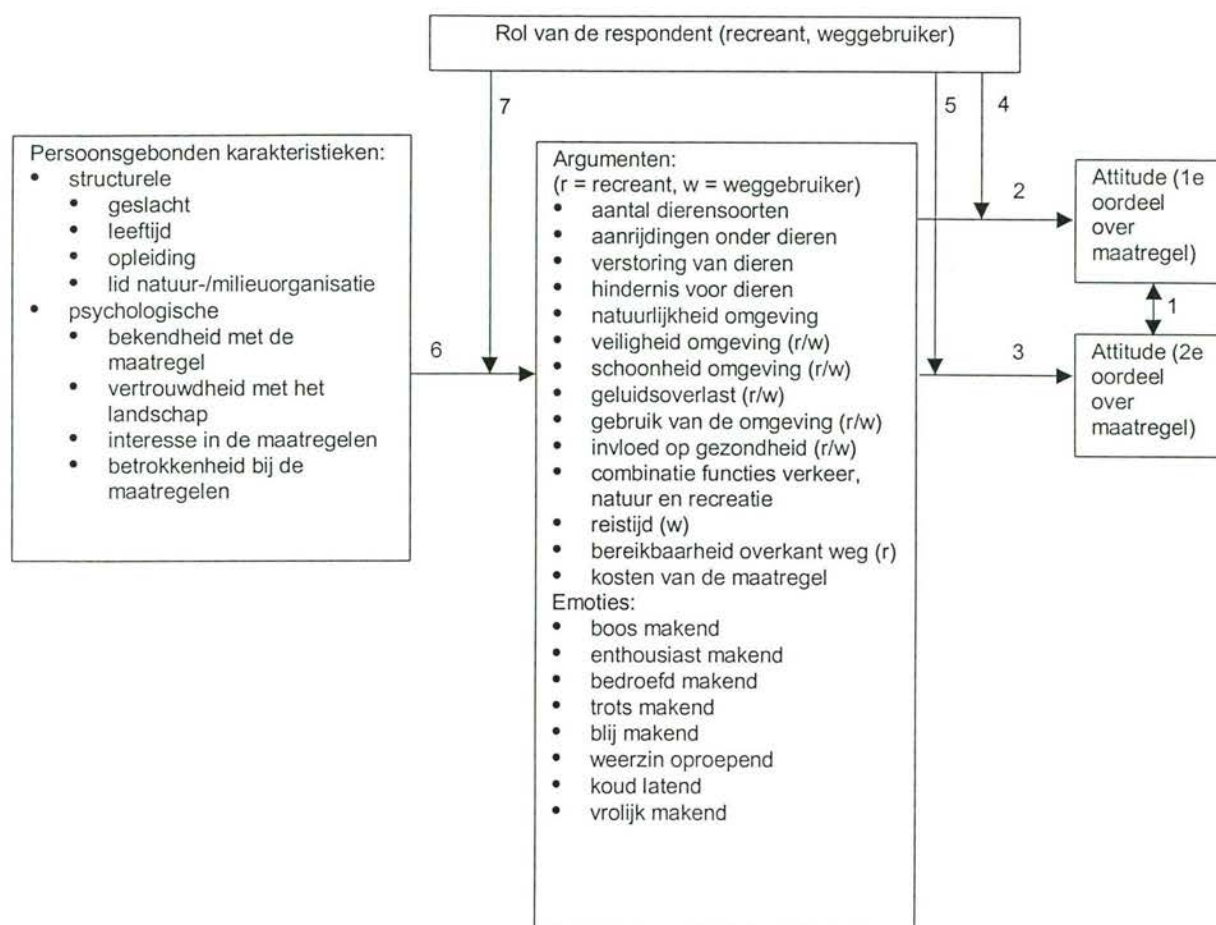 Rol van de respondent (recreant, weggebruiker)
7
5
4
Persoonsgebonden karakteristieken:
• structurele
• geslacht
• leeftijd
• opleiding
• lid natuur-/milieuorganisatie
• psychologische
• bekendheid met de
maatregel
• vertrouwdheid met het
landschap
• interesse in de maatregelen
• betrokkenheid bij de
maatregelen
6
Argumenten:
(r = recreant, w = weggebruiker)
• aantal dierensoorten
• aanrijdingen onder dieren
• verstoring van dieren
• hindernis voor dieren
• natuurlijkheid omgeving
• veiligheid omgeving (r/w)
• schoonheid omgeving (r/w)
• geluidsoverlast (r/w)
• gebruik van de omgeving (r/w)
• invloed op gezondheid (r/w)
• combinatie functies verkeer,
natuur en recreatie
• reistijd (w)
• bereikbaarheid overkant weg (r)
• kosten van de maatregel
Emoties:
• boos makend
• enthousiast makend
• bedroefd makend
• trots makend
• blij makend
• weerzin oproepend
• koud latend
• vrolijk makend
2
Attitude (1e
oordeel
over
maatregel)
1
3
Attitude (2e
oordeel
over
maatregel)